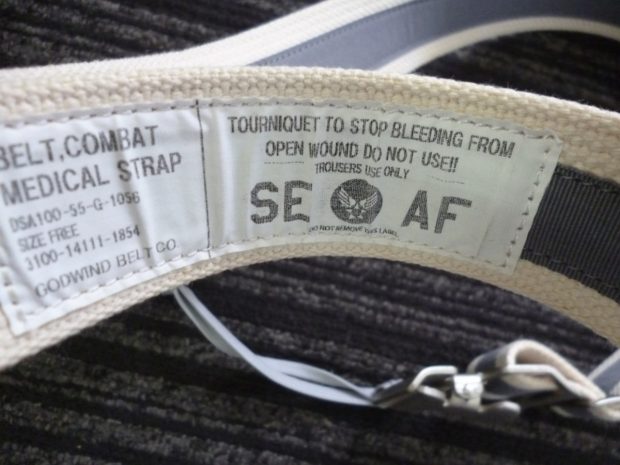 BELT, COMBAT
MEDICAL STRAP
DSA100-55-G-1056
SIZE FREE
3100-14111-1854
GODWIND BELT CO.
TOURNIQUET TO STOP BLEEDING FROM
OPEN WOUND DO NOT USE!!
TROUSERS USE ONLY
SE AF
DO NOT REMOVE THIS LABEL